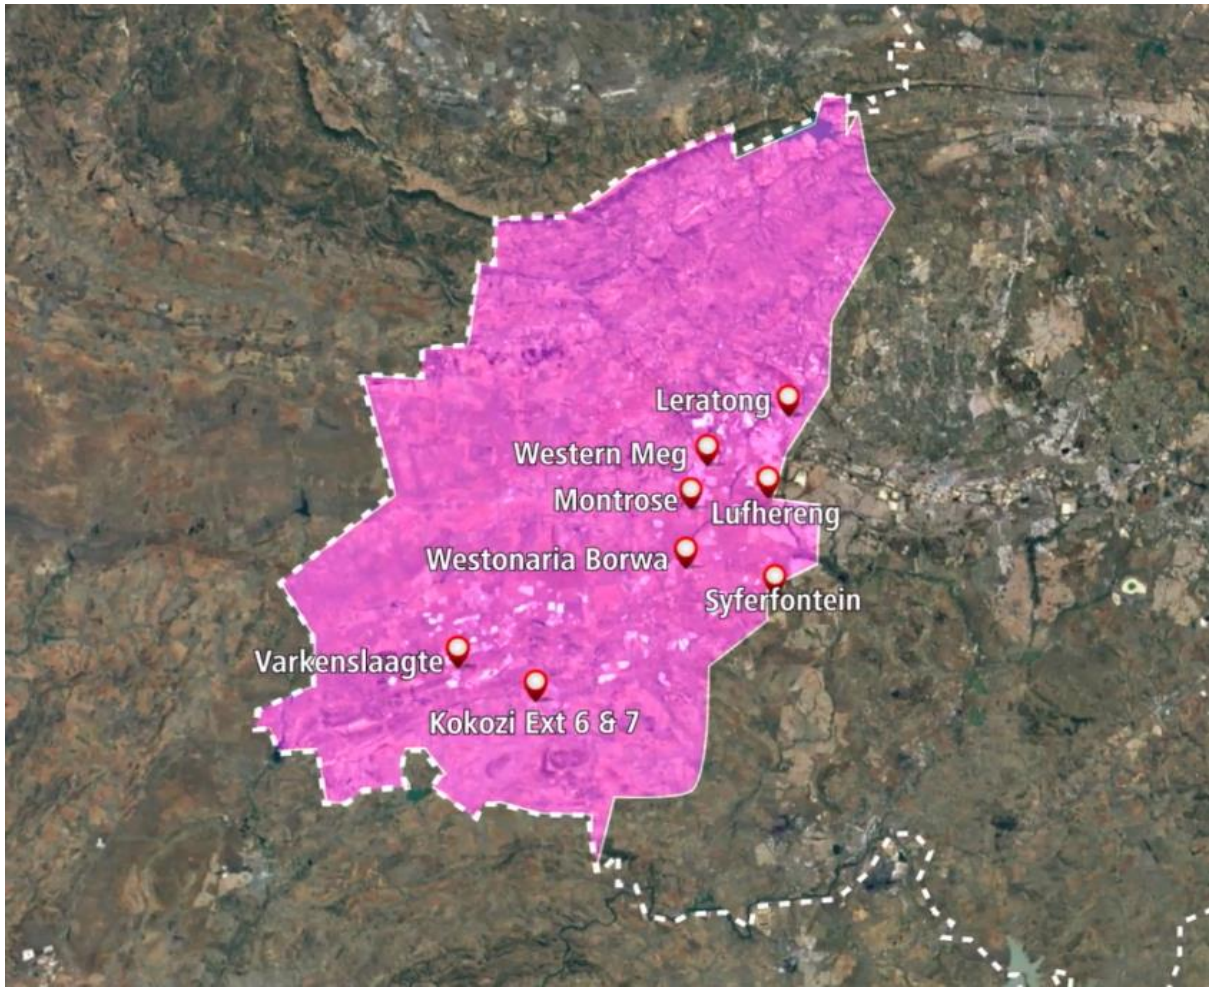 Leratong
Western Meg
Montrose
Lufhereng
Westonaria Borwa
Syferfontein
Varkenslaagte
Kokozi Ext 6 & 7